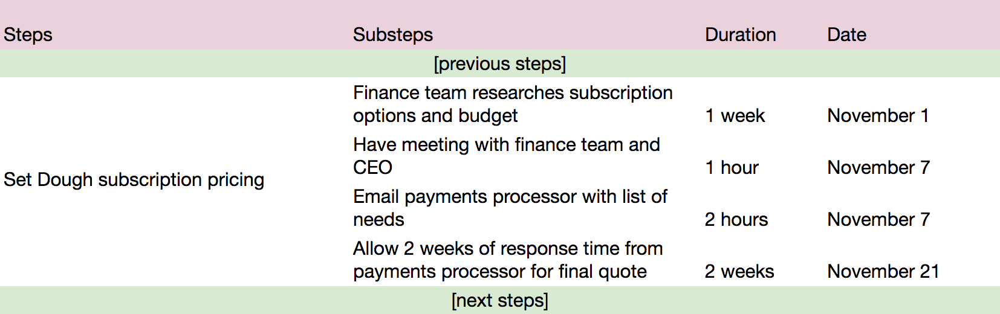 Steps Substeps Duration Date
[previous steps]
Finance team researches subscription
options and budget 1 week November 1
Have meeting with finance team and
CEO 1 hour November 7
Set Dough subscription pricing
Email payments processor with list of
needs 2 hours November 7
Allow 2 weeks of response time from
payments processor for final quote 2 weeks November 21
[next steps]